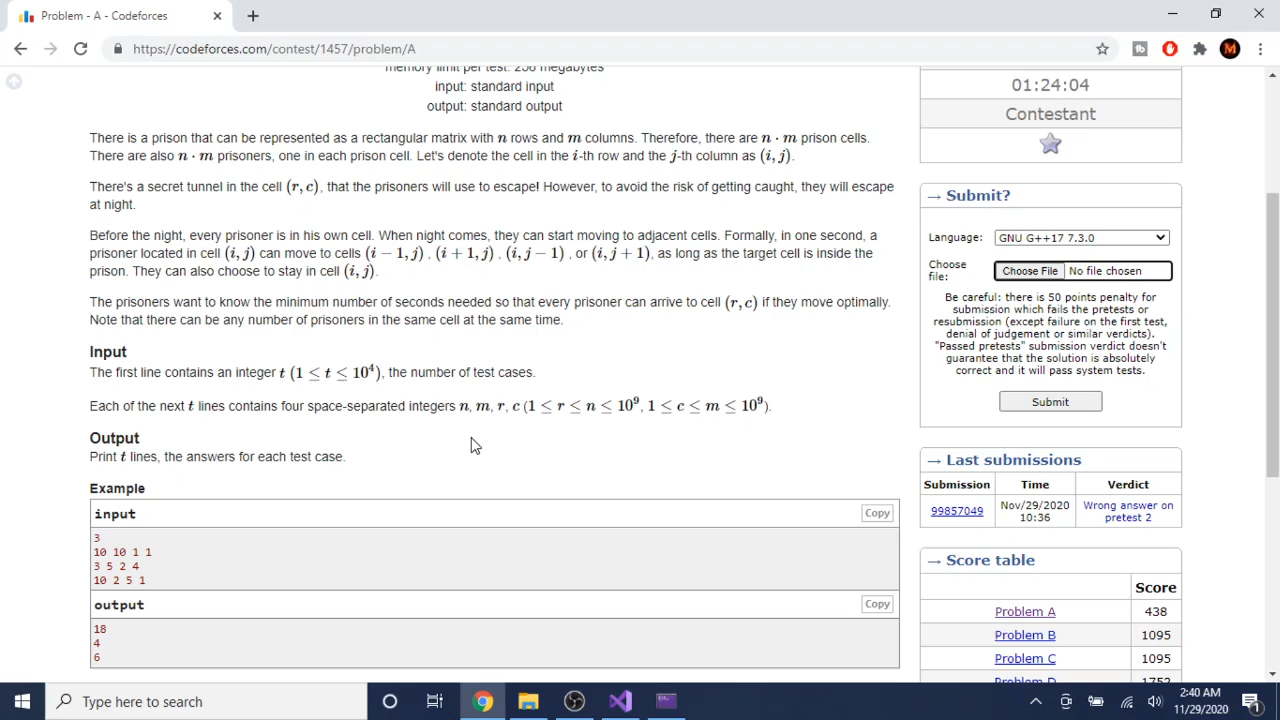 Problem - A - Codeforces
https://codeforces.com/contest/1457/problem/A
M
memory limit per test: 256 megabytes
input: standard input
output: standard output
There is a prison that can be represented as a rectangular matrix with n rows and m columns. Therefore, there are n · m prison cells.
There are also n · m prisoners, one in each prison cell. Let's denote the cell in the i-th row and the j-th column as (i, j).
There's a secret tunnel in the cell (r, c), that the prisoners will use to escape! However, to avoid the risk of getting caught, they will escape
at night.
Before the night, every prisoner is in his own cell. When night comes, they can start moving to adjacent cells. Formally, in one second, a
prisoner located in cell (i, j) can move to cells (i − 1, j) , (i + 1, j) , (i, j − 1) , or (i, j + 1), as long as the target cell is inside the
prison. They can also choose to stay in cell (i, j).
The prisoners want to know the minimum number of seconds needed so that every prisoner can arrive to cell (r, c) if they move optimally.
Note that there can be any number of prisoners in the same cell at the same time.
Input
The first line contains an integer t (1 ≤ t ≤ 10⁴), the number of test cases.
Each of the next t lines contains four space-separated integers n, m, r, c (1 ≤ r ≤ n ≤ 10⁹, 1 ≤ c ≤ m ≤ 10⁹).
Output
Print t lines, the answers for each test case.
Example
input
Copy
3
10 10 1 1
3 5 2 4
10 2 5 1
output
Copy
18
4
6
01:24:04
Contestant
→ Submit?
Language: GNU G++17 7.3.0
Choose
file:
Choose File No file chosen
Be careful: there is 50 points penalty for
submission which fails the pretests or
resubmission (except failure on the first test,
denial of judgement or similar verdicts).
"Passed pretests" submission verdict doesn't
guarantee that the solution is absolutely
correct and it will pass system tests.
Submit
→ Last submissions
Submission Time Verdict
99857049 Nov/29/2020 10:36 Wrong answer on pretest 2
→ Score table
Score
Problem A 438
Problem B 1095
Problem C 1095
Problem D 1752
Type here to search
2:40 AM
11/29/2020
1